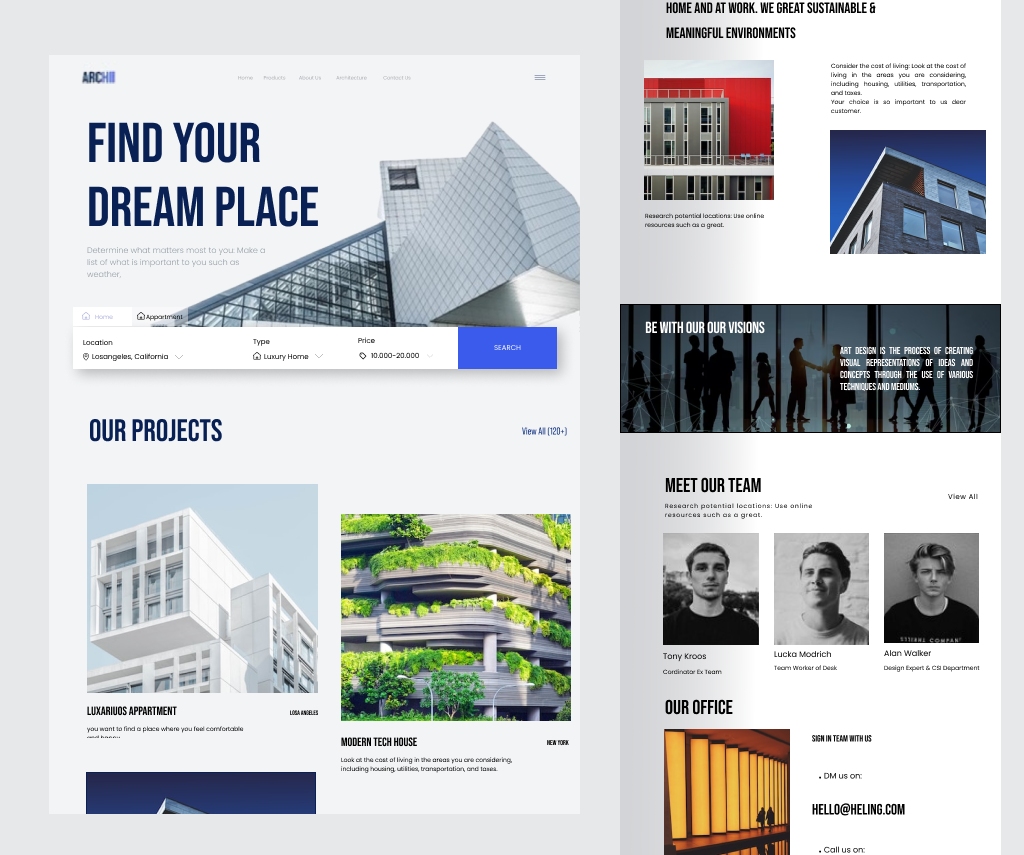 ARCHI
Home Products About Us Architecture Contact Us
FIND YOUR
DREAM PLACE
Determine what matters most to you: Make a
list of what is important to you such as
weather,
Home Appartment
Location
Losangeles, California
Type
Luxury Home
Price
10.000-20.000
SEARCH
OUR PROJECTS
View All (120+)
LUXARIUOS APPARTMENT
LOSA ANGELES
you want to find a place where you feel comfortable
and happy
MODERN TECH HOUSE
NEW YORK
Look at the cost of living in the areas you are considering,
including housing, utilities, transportation, and taxes.
HOME AND AT WORK. WE GREAT SUSTAINABLE &
MEANINGFUL ENVIRONMENTS
Consider the cost of living: Look at the cost of
living in the areas you are considering,
including housing, utilities, transportation,
and taxes.
Your choice is so important to us dear
customer.
Research potential locations: Use online
resources such as a great.
BE WITH OUR OUR VISIONS
ART DESIGN IS THE PROCESS OF CREATING
VISUAL REPRESENTATIONS OF IDEAS AND
CONCEPTS THROUGH THE USE OF VARIOUS
TECHNIQUES AND MEDIUMS.
MEET OUR TEAM
View All
Research potential locations: Use online
resources such as a great.
Tony Kroos
Cordinator Ex Team
Lucka Modrich
Team Worker of Desk
Alan Walker
Design Expert & CSI Department
OUR OFFICE
SIGN IN TEAM WITH US
• DM us on:
HELLO@HELING.COM
• Call us on: